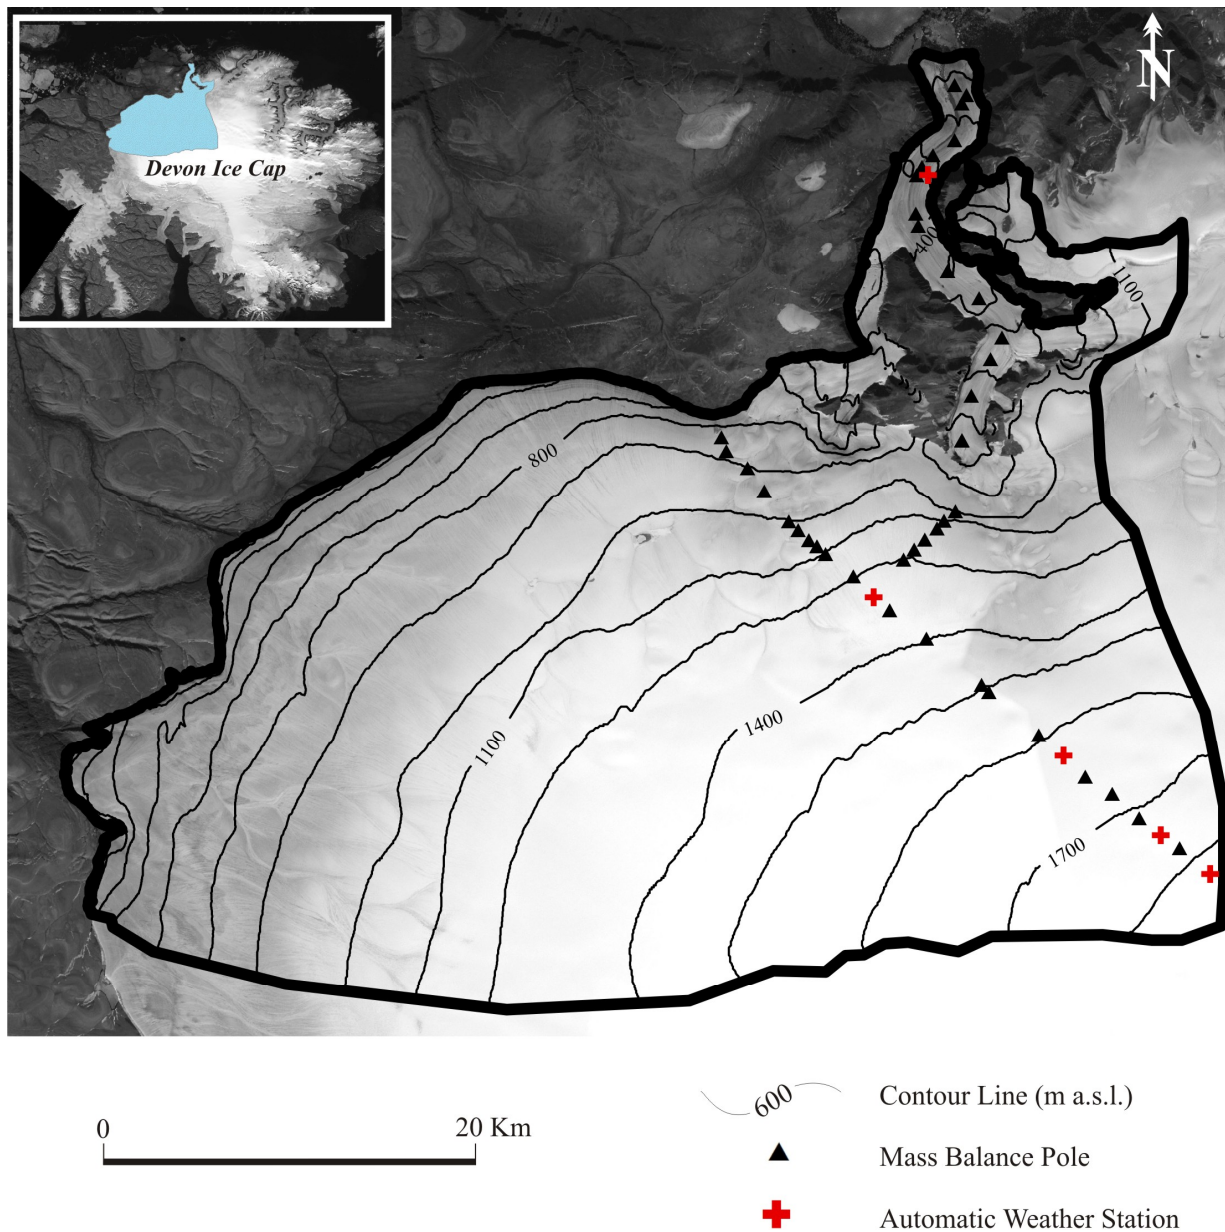 N
Devon Ice Cap
400
1100
800
1400
1100
1700
0 20 Km
600 Contour Line (m a.s.l.)
Mass Balance Pole
Automatic Weather Station